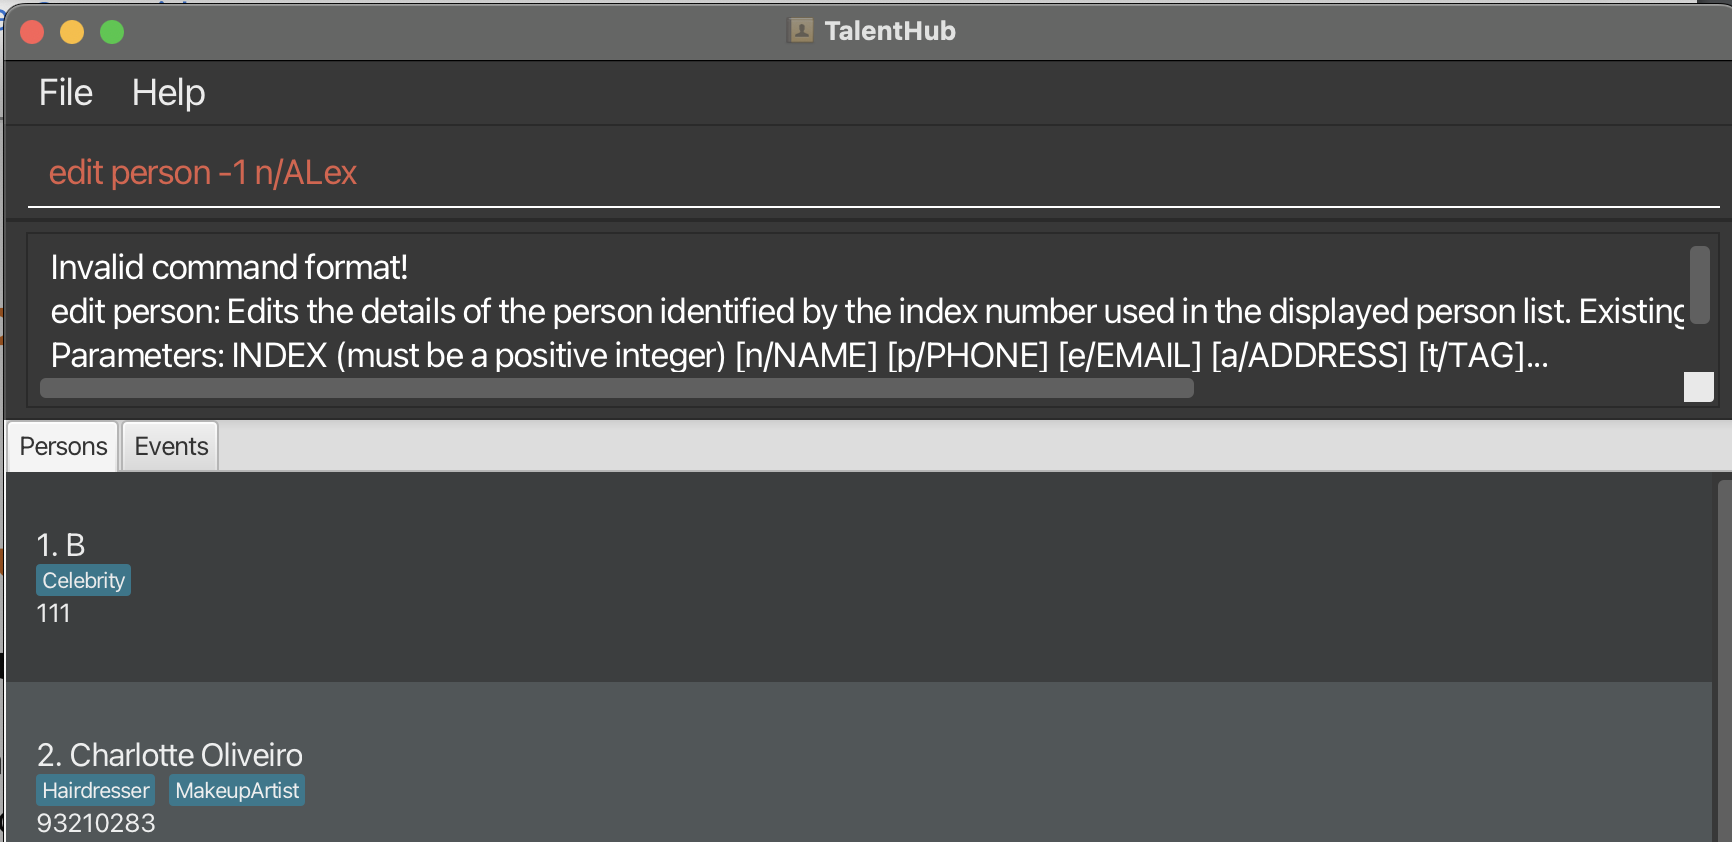 TalentHub
File Help
edit person -1 n/ALex
Invalid command format!
edit person: Edits the details of the person identified by the index number used in the displayed person list. Existing
Parameters: INDEX (must be a positive integer) [n/NAME] [p/PHONE] [e/EMAIL] [a/ADDRESS] [t/TAG]...
Persons Events
1. B
Celebrity
111
2. Charlotte Oliveiro
Hairdresser MakeupArtist
93210283